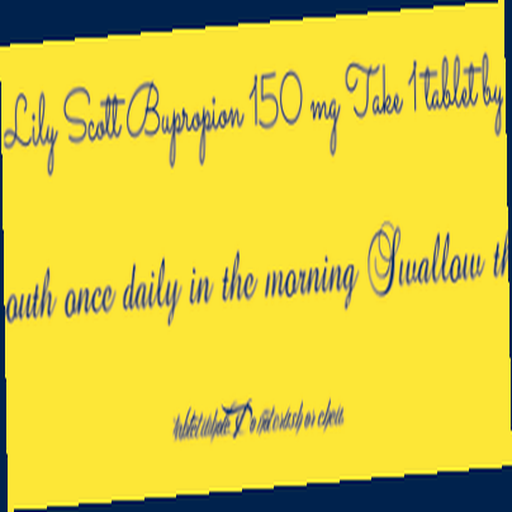 Lily Scott Bupropion 150 mg Take 1 tablet by
outh once daily in the morning Swallow th
tablet whole Do not crush or chew